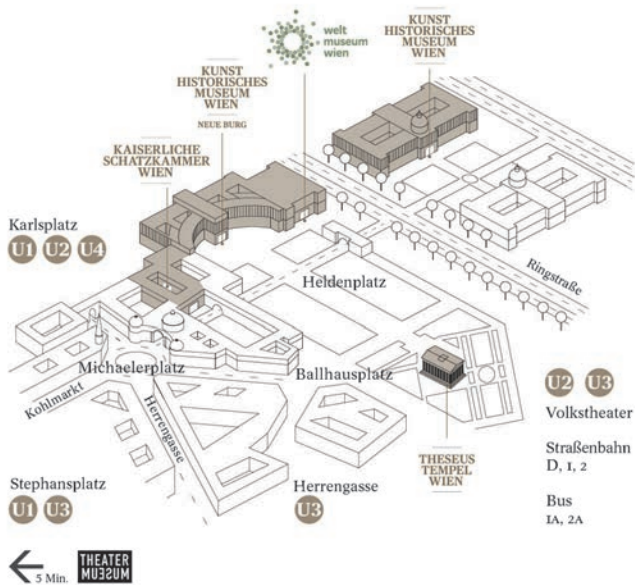 welt
museum
wien
KUNST
HISTORISCHES
MUSEUM
WIEN
KUNST
HISTORISCHES
MUSEUM
WIEN
NEUE BURG
KAISERLICHE
SCHATZKAMMER
WIEN
Karlsplatz
U1 U2 U4
Heldenplatz
Ringstraße
Michaelerplatz
Ballhausplatz
Kohlmarkt
Herrengasse
U2 U3
Volkstheater
Straßenbahn
D, 1, 2
Bus
1A, 2A
THESEUS
TEMPEL
WIEN
Stephansplatz
U1 U3
Herrengasse
U3
5 Min.
THEATER
MUSEUM